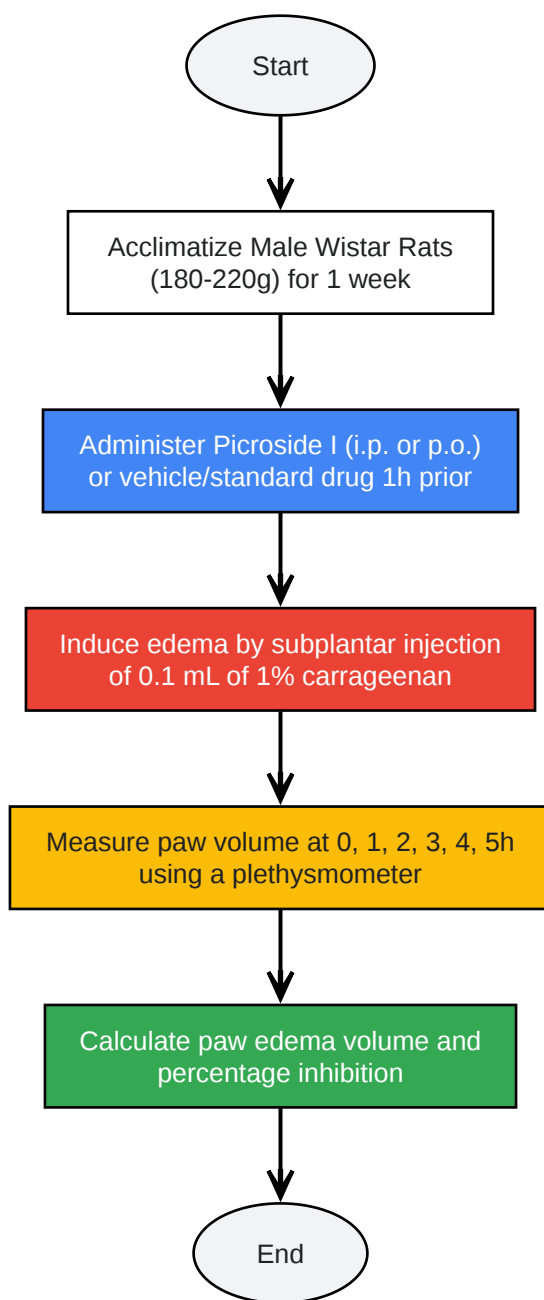 Start
Acclimatize Male Wistar Rats
(180-220g) for 1 week
Administer Picroside I (i.p. or p.o.)
or vehicle/standard drug 1h prior
Induce edema by subplantar injection
of 0.1 mL of 1% carrageenan
Measure paw volume at 0, 1, 2, 3, 4, 5h
using a plethysmometer
Calculate paw edema volume and
percentage inhibition
End